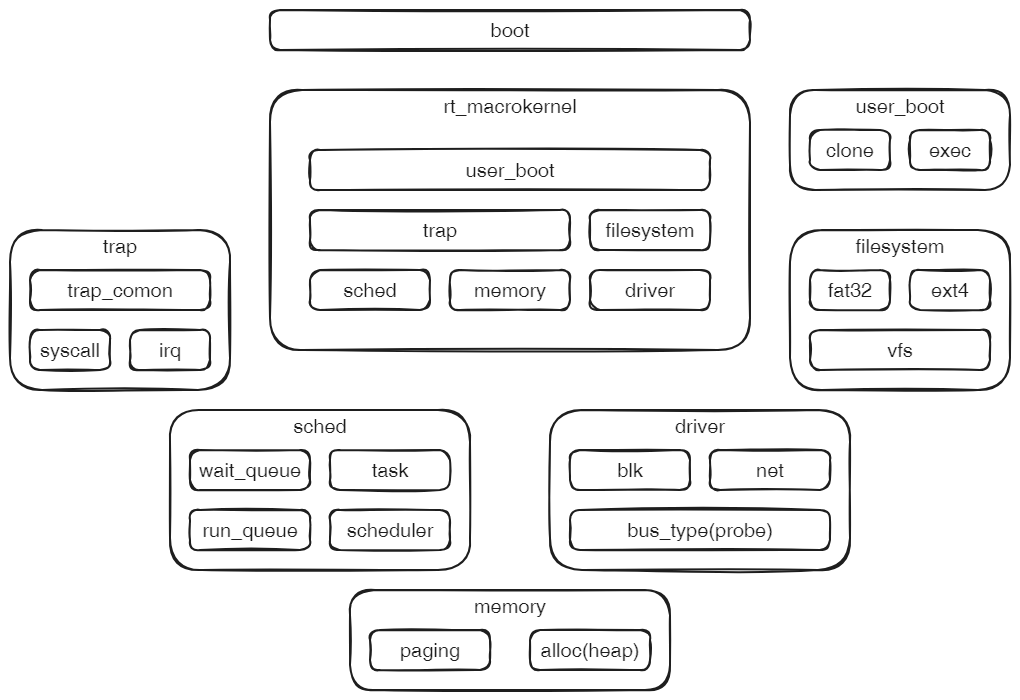 boot
rt_macrokernel
user_boot
trap
filesystem
sched
memory
driver
user_boot
clone
exec
trap
trap_comon
syscall
irq
filesystem
fat32
ext4
vfs
sched
wait_queue
task
run_queue
scheduler
driver
blk
net
bus_type(probe)
memory
paging
alloc(heap)